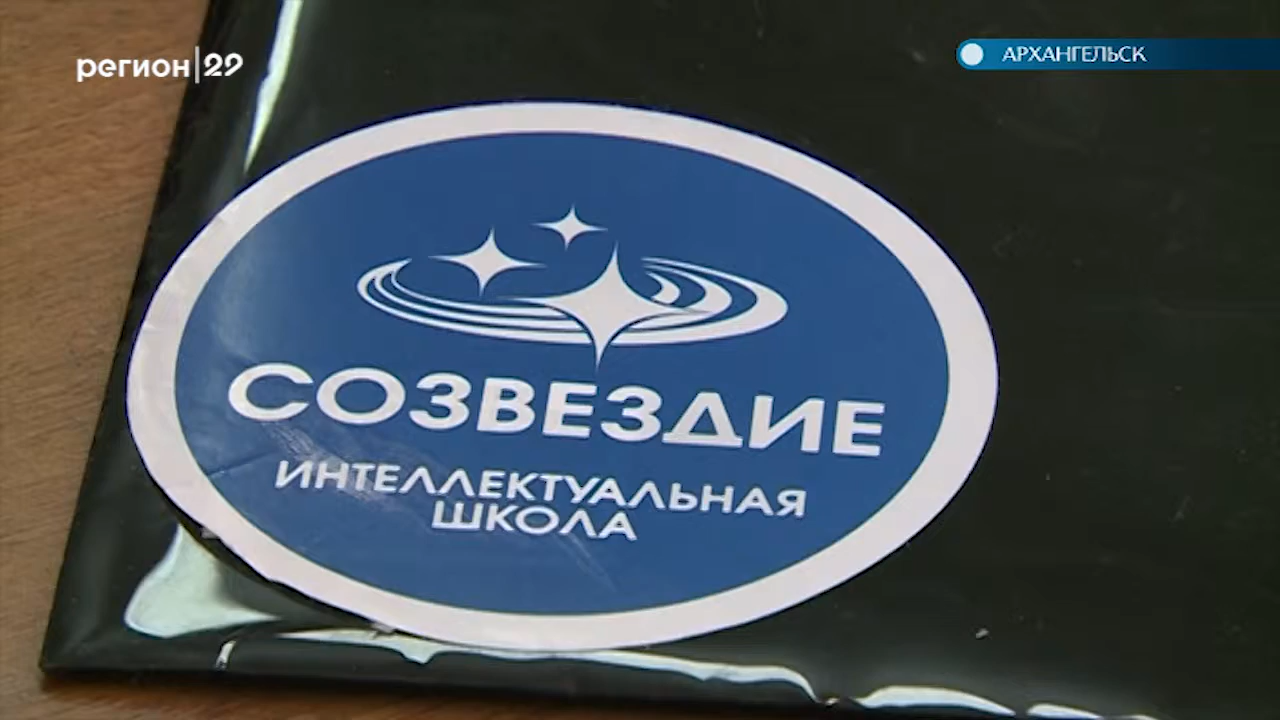 регион|29
АРХАНГЕЛЬСК
СОЗВЕЗДИЕ
ИНТЕЛЛЕКТУАЛЬНАЯ
ШКОЛА